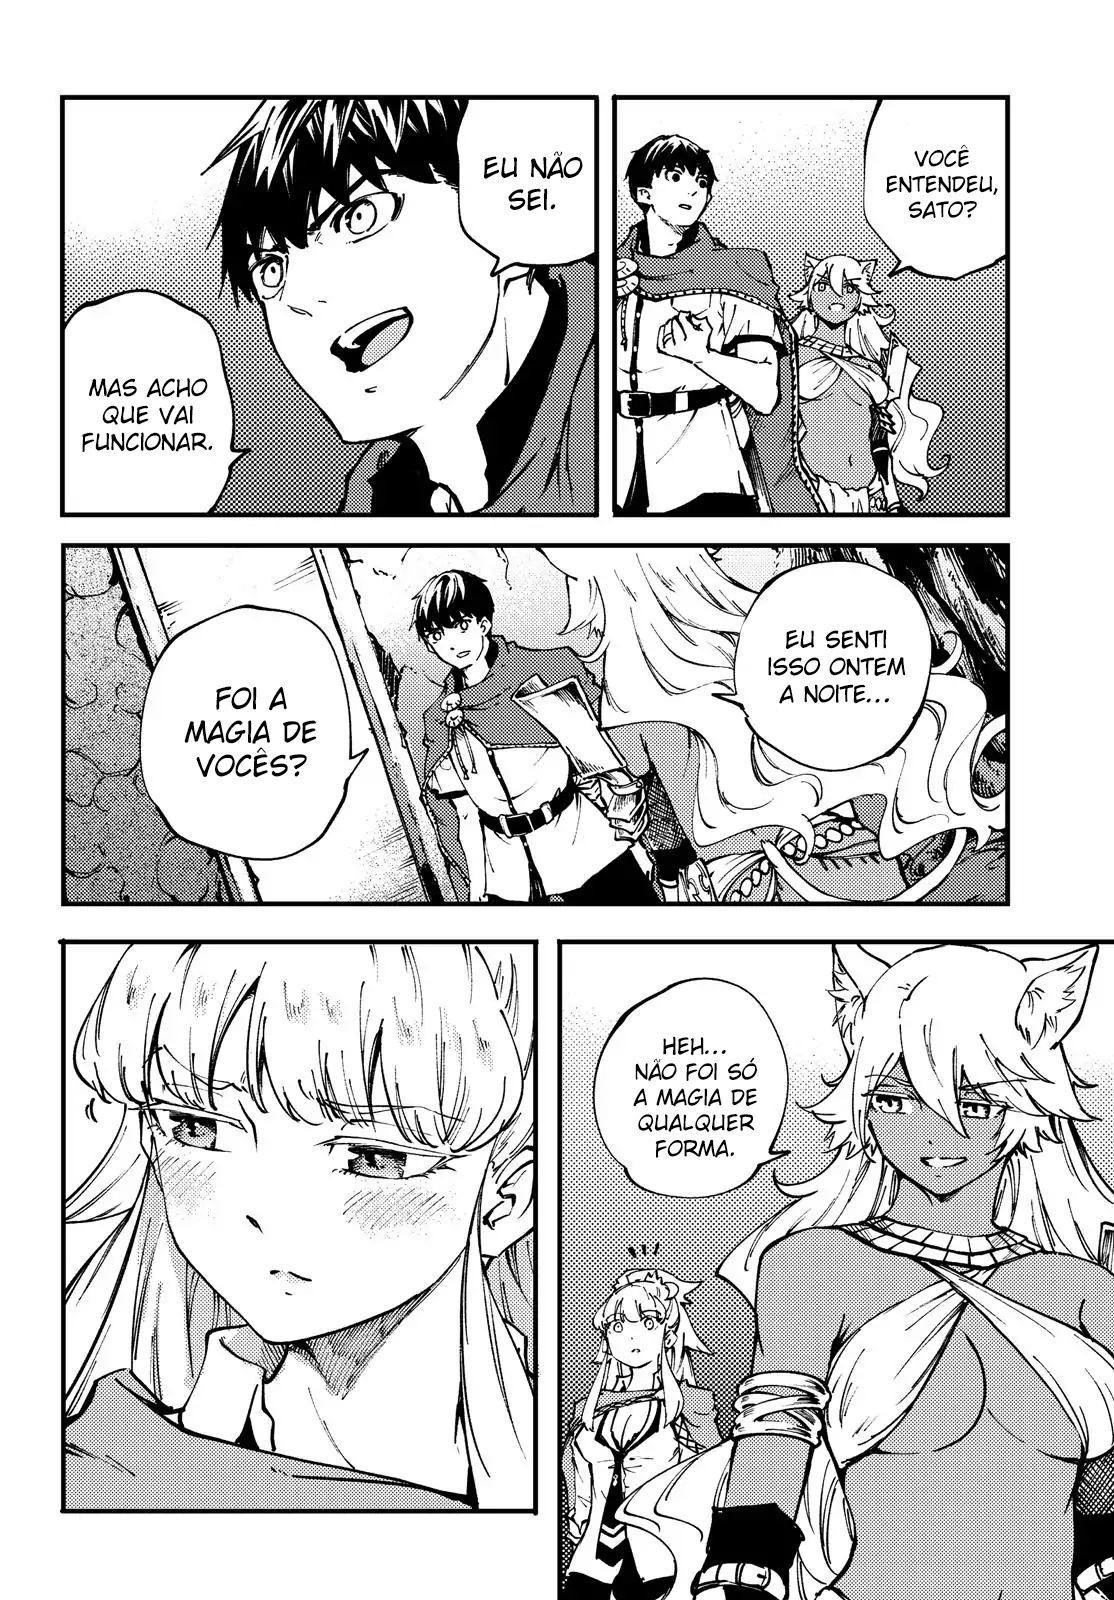 VOCÊ
ENTENDEU,
SATO?
EU NÃO
SEI.
MAS ACHO
QUE VAI
FUNCIONAR.
EU SENTI
ISSO ONTEM
A NOITE...
FOI A
MAGIA DE
VOCÊS?
HEH...
NÃO FOI SÓ
A MAGIA DE
QUALQUER
FORMA.